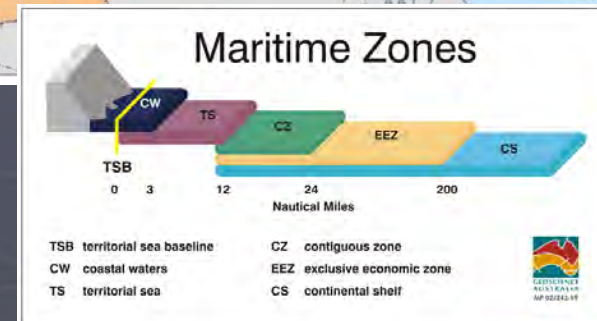 Maritime Zones
CW
TS
CZ
EEZ
CS
TSB
0 3 12 24 200
Nautical Miles
TSB territorial sea baseline
CW coastal waters
TS territorial sea
CZ contiguous zone
EEZ exclusive economic zone
CS continental shelf
GEOSCIENCE
AUSTRALIA